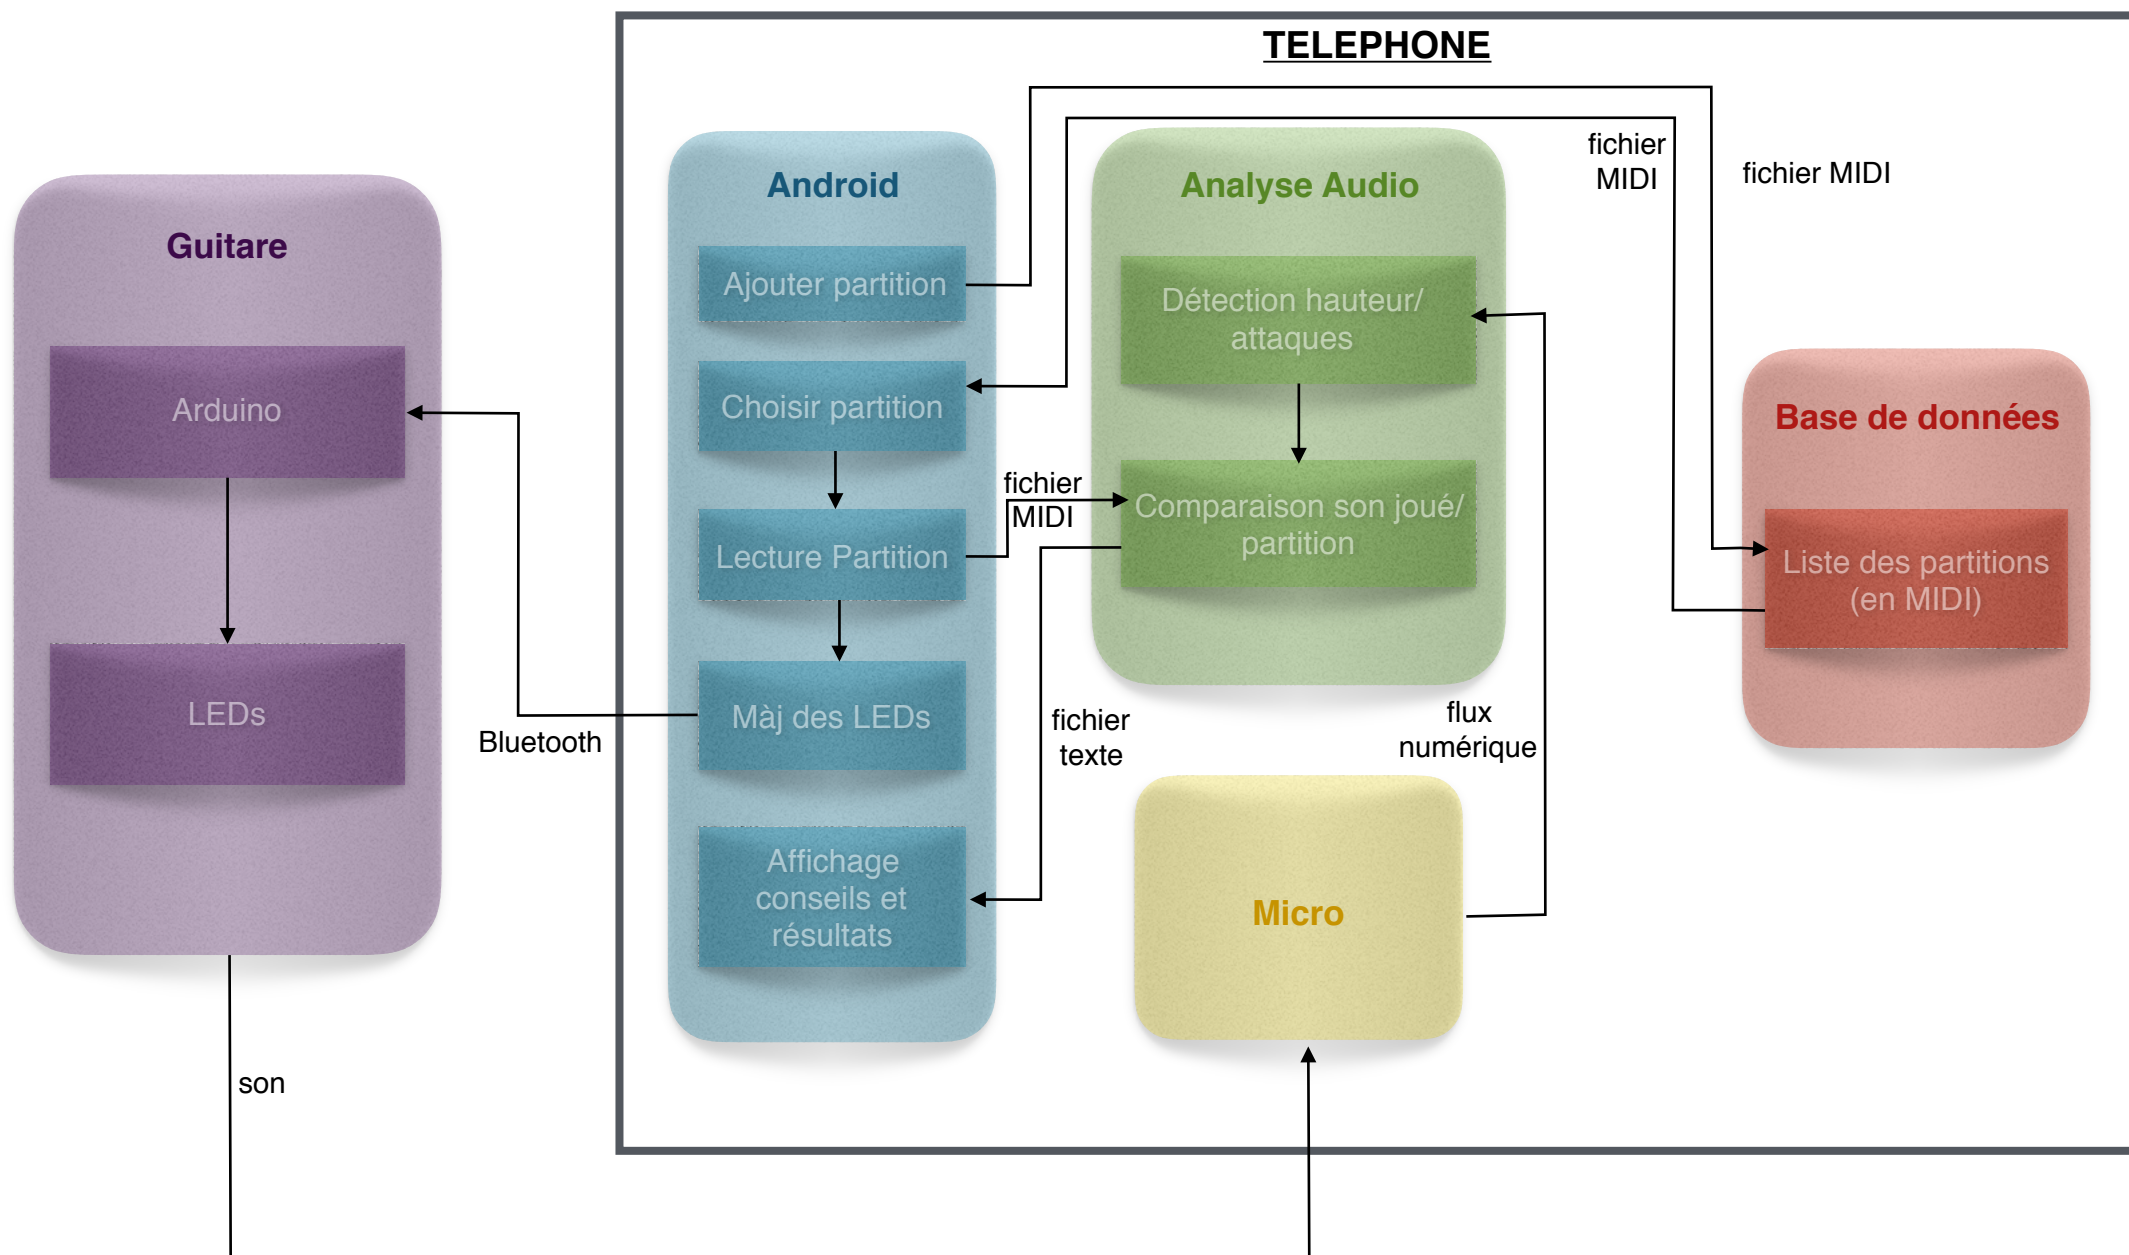 TELEPHONE
Guitare
Arduino
LEDs
son
Bluetooth
Android
Ajouter partition
Choisir partition
Lecture Partition
Màj des LEDs
Affichage
conseils et
résultats
fichier
MIDI
fichier
texte
Analyse Audio
Détection hauteur/
attaques
Comparaison son joué/
partition
flux
numérique
Micro
fichier
MIDI
fichier MIDI
Base de données
Liste des partitions
(en MIDI)